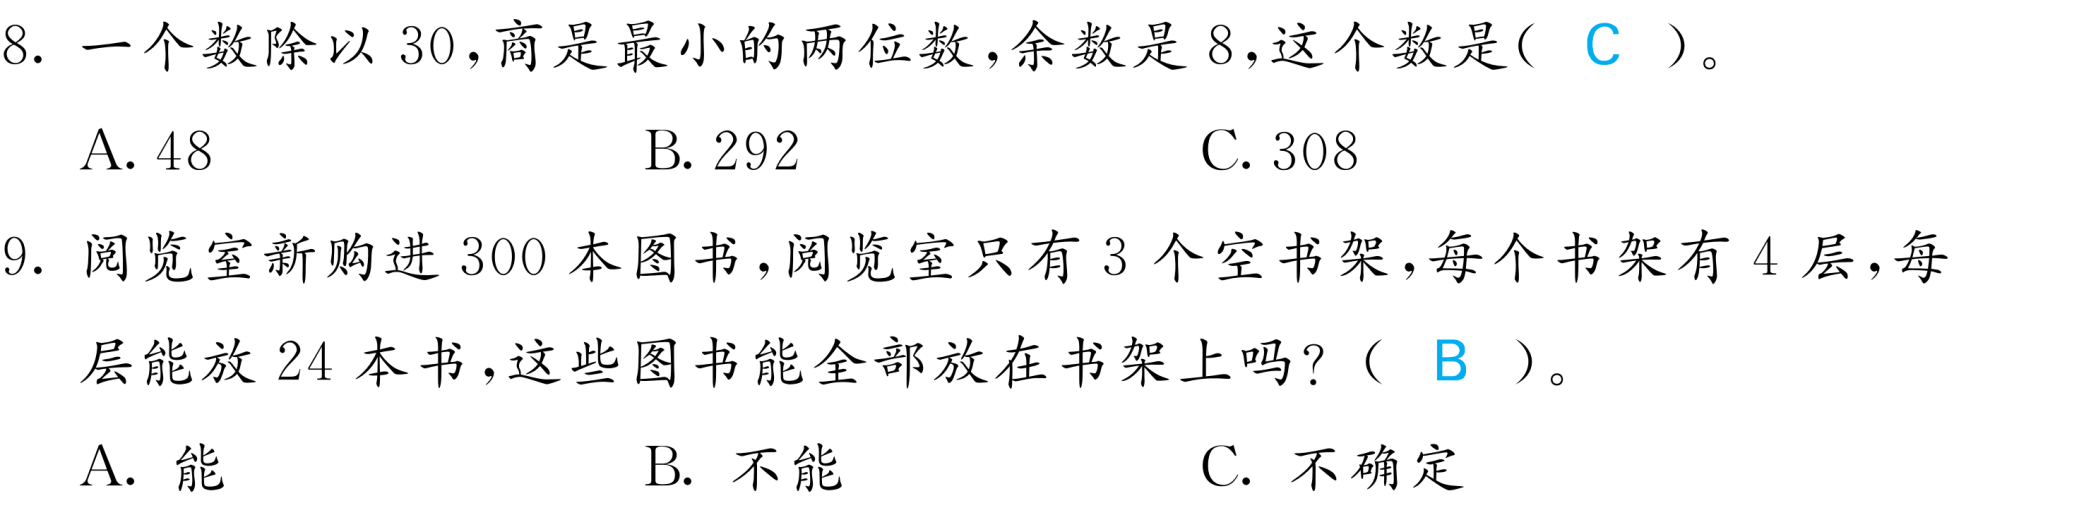 8. 一个数除以 30,商是最小的两位数,余数是 8,这个数是( C )。
A. 48 B. 292 C. 308
9. 阅览室新购进 300 本图书,阅览室只有 3 个空书架,每个书架有 4 层,每
层能放 24 本书,这些图书能全部放在书架上吗?( B )。
A. 能 B. 不能 C. 不确定